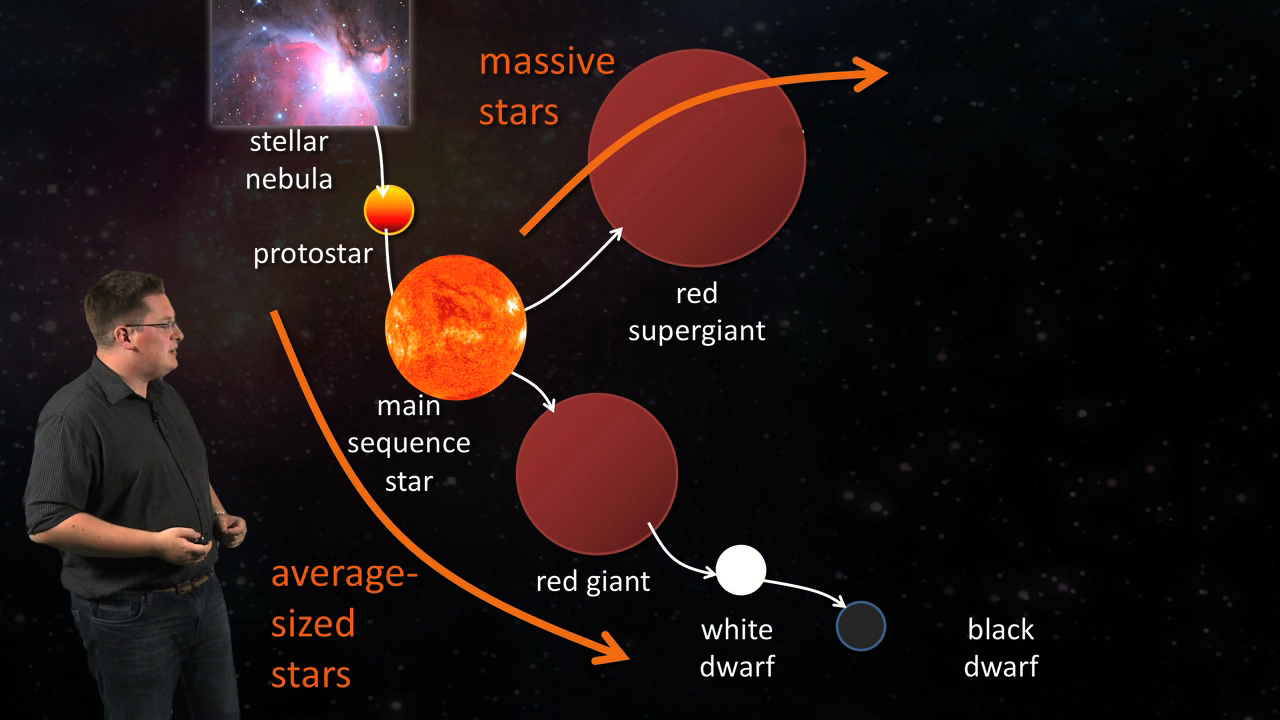 massive
stars
stellar
nebula
protostar
red
supergiant
main
sequence
star
average-
sized
stars
red giant
white
dwarf
black
dwarf